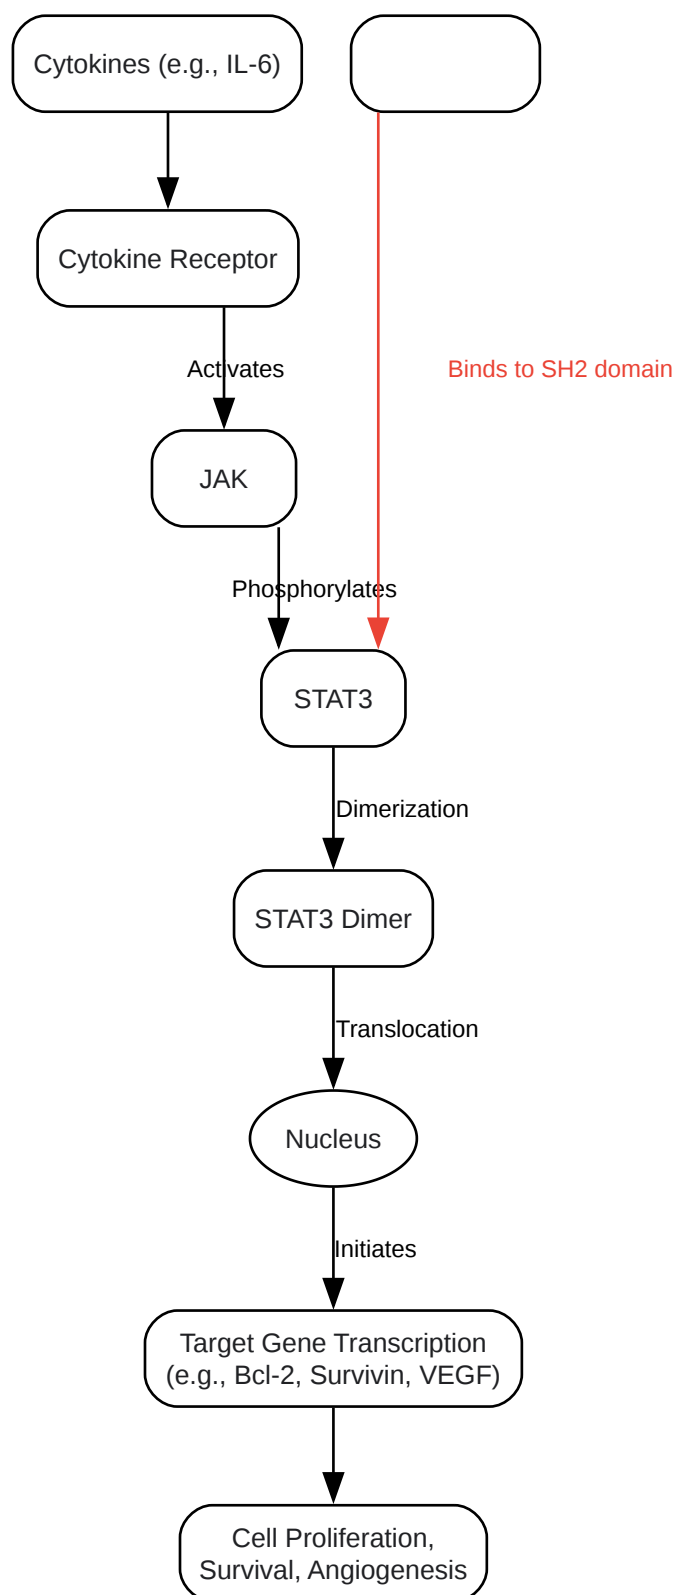 Cytokines (e.g., IL-6)
Cytokine Receptor
Activates
Binds to SH2 domain
JAK
Phosphorylates
STAT3
Dimerization
STAT3 Dimer
Translocation
Nucleus
Initiates
Target Gene Transcription
(e.g., Bcl-2, Survivin, VEGF)
Cell Proliferation,
Survival, Angiogenesis